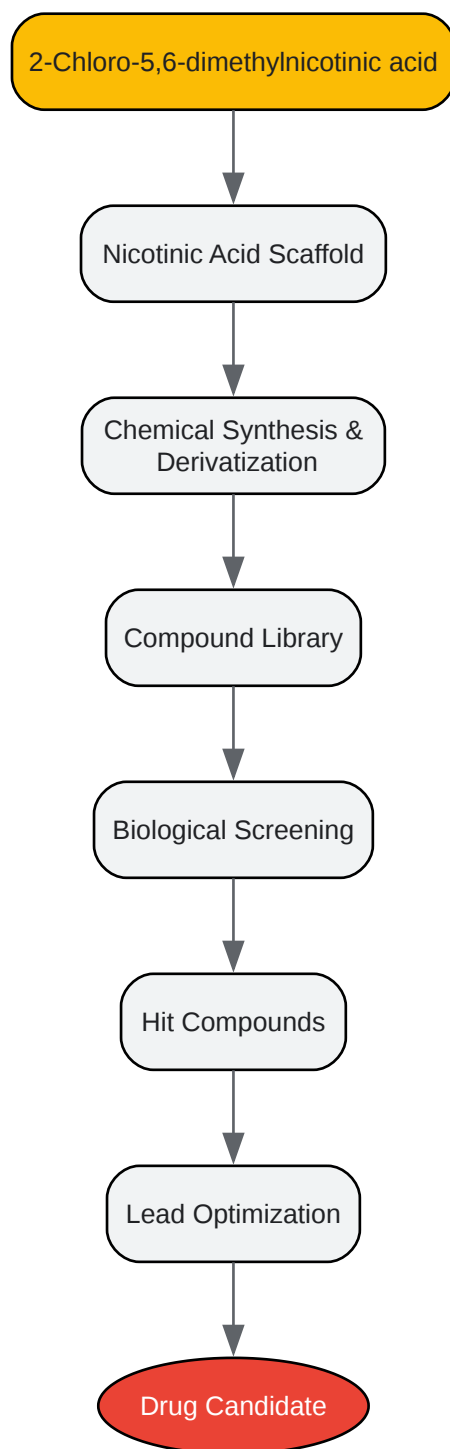 2-Chloro-5,6-dimethylnicotinic acid
Nicotinic Acid Scaffold
Chemical Synthesis &
Derivatization
Compound Library
Biological Screening
Hit Compounds
Lead Optimization
Drug Candidate